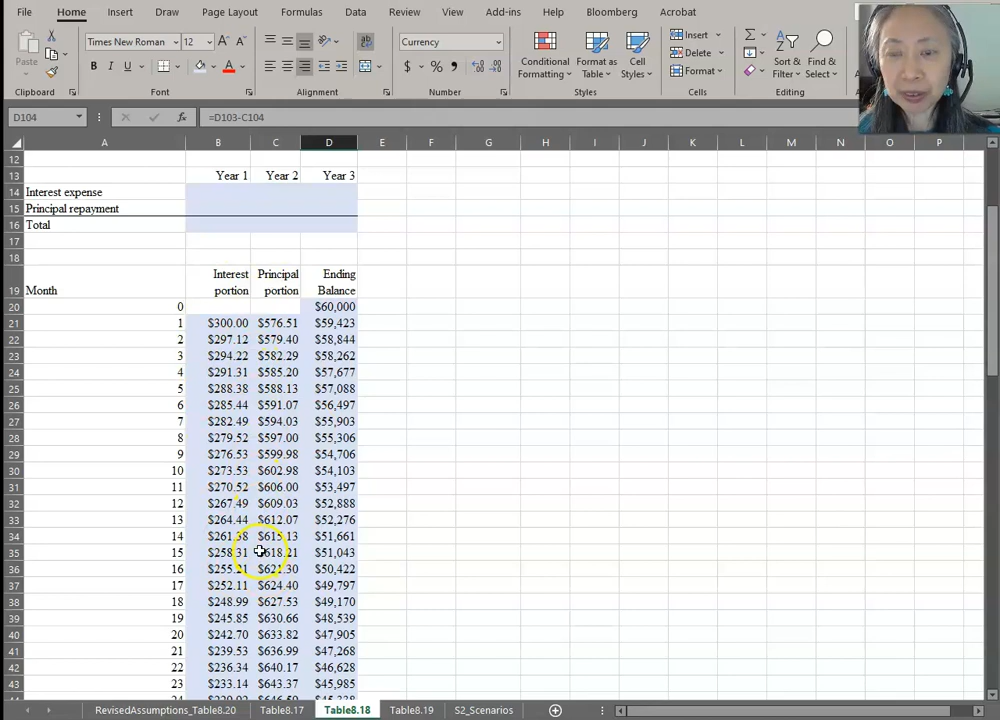 File Home Insert Draw Page Layout Formulas Data Review View Add-ins Help Bloomberg Acrobat
Paste Times New Roman 12 A A Currency Conditional Formatting Format as Table Cell Styles Insert Delete Format Sort & Filter Find & Select
B I U A $ % 9
Clipboard Font Alignment Number Styles Cells Editing
D104 fx =D103-C104
A B C D E F G H I J K L M N O P
12
13 Year 1 Year 2 Year 3
14 Interest expense
15 Principal repayment
16 Total
17
18
19 Month Interest portion Principal portion Ending Balance
20 0 $60,000
21 1 $300.00 $576.51 $59,423
22 2 $297.12 $579.40 $58,844
23 3 $294.22 $582.29 $58,262
24 4 $291.31 $585.20 $57,677
25 5 $288.38 $588.13 $57,088
26 6 $285.44 $591.07 $56,497
27 7 $282.49 $594.03 $55,903
28 8 $279.52 $597.00 $55,306
29 9 $276.53 $599.98 $54,706
30 10 $273.53 $602.98 $54,103
31 11 $270.52 $606.00 $53,497
32 12 $267.49 $609.03 $52,888
33 13 $264.44 $612.07 $52,276
34 14 $261.38 $615.13 $51,661
35 15 $258.31 $618.21 $51,043
36 16 $255.21 $621.30 $50,422
37 17 $252.11 $624.40 $49,797
38 18 $248.99 $627.53 $49,170
39 19 $245.85 $630.66 $48,539
40 20 $242.70 $633.82 $47,905
41 21 $239.53 $636.99 $47,268
42 22 $236.34 $640.17 $46,628
43 23 $233.14 $643.37 $45,985
RevisedAssumptions_Table8.20 Table8.17 Table8.18 Table8.19 S2_Scenarios